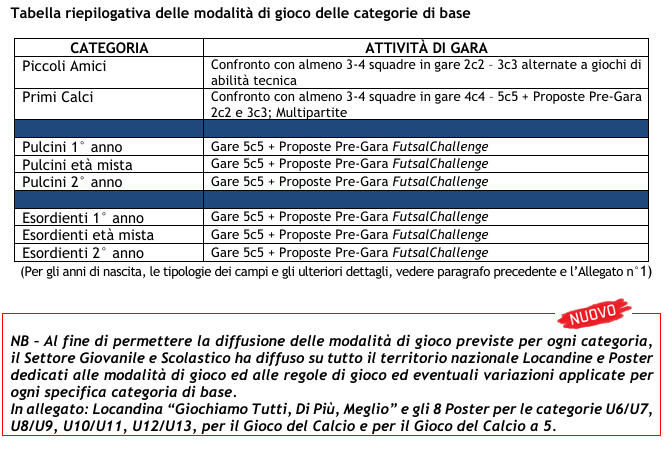 Tabella riepilogativa delle modalità di gioco delle categorie di base
CATEGORIA ATTIVITÀ DI GARA
Piccoli Amici Confronto con almeno 3-4 squadre in gare 2c2 – 3c3 alternate a giochi di
abilità tecnica
Primi Calci Confronto con almeno 3-4 squadre in gare 4c4 – 5c5 + Proposte Pre-Gara
2c2 e 3c3; Multipartite
Pulcini 1° anno Gare 5c5 + Proposte Pre-Gara FutsalChallenge
Pulcini età mista Gare 5c5 + Proposte Pre-Gara FutsalChallenge
Pulcini 2° anno Gare 5c5 + Proposte Pre-Gara FutsalChallenge
Esordienti 1° anno Gare 5c5 + Proposte Pre-Gara FutsalChallenge
Esordienti età mista Gare 5c5 + Proposte Pre-Gara FutsalChallenge
Esordienti 2° anno Gare 5c5 + Proposte Pre-Gara FutsalChallenge
(Per gli anni di nascita, le tipologie dei campi e gli ulteriori dettagli, vedere paragrafo precedente e l’Allegato n°1)
NUOVO
NB – Al fine di permettere la diffusione delle modalità di gioco previste per ogni categoria,
il Settore Giovanile e Scolastico ha diffuso su tutto il territorio nazionale Locandine e Poster
dedicati alle modalità di gioco ed alle regole di gioco ed eventuali variazioni applicate per
ogni specifica categoria di base.
In allegato: Locandina “Giochiamo Tutti, Di Più, Meglio” e gli 8 Poster per le categorie U6/U7,
U8/U9, U10/U11, U12/U13, per il Gioco del Calcio e per il Gioco del Calcio a 5.